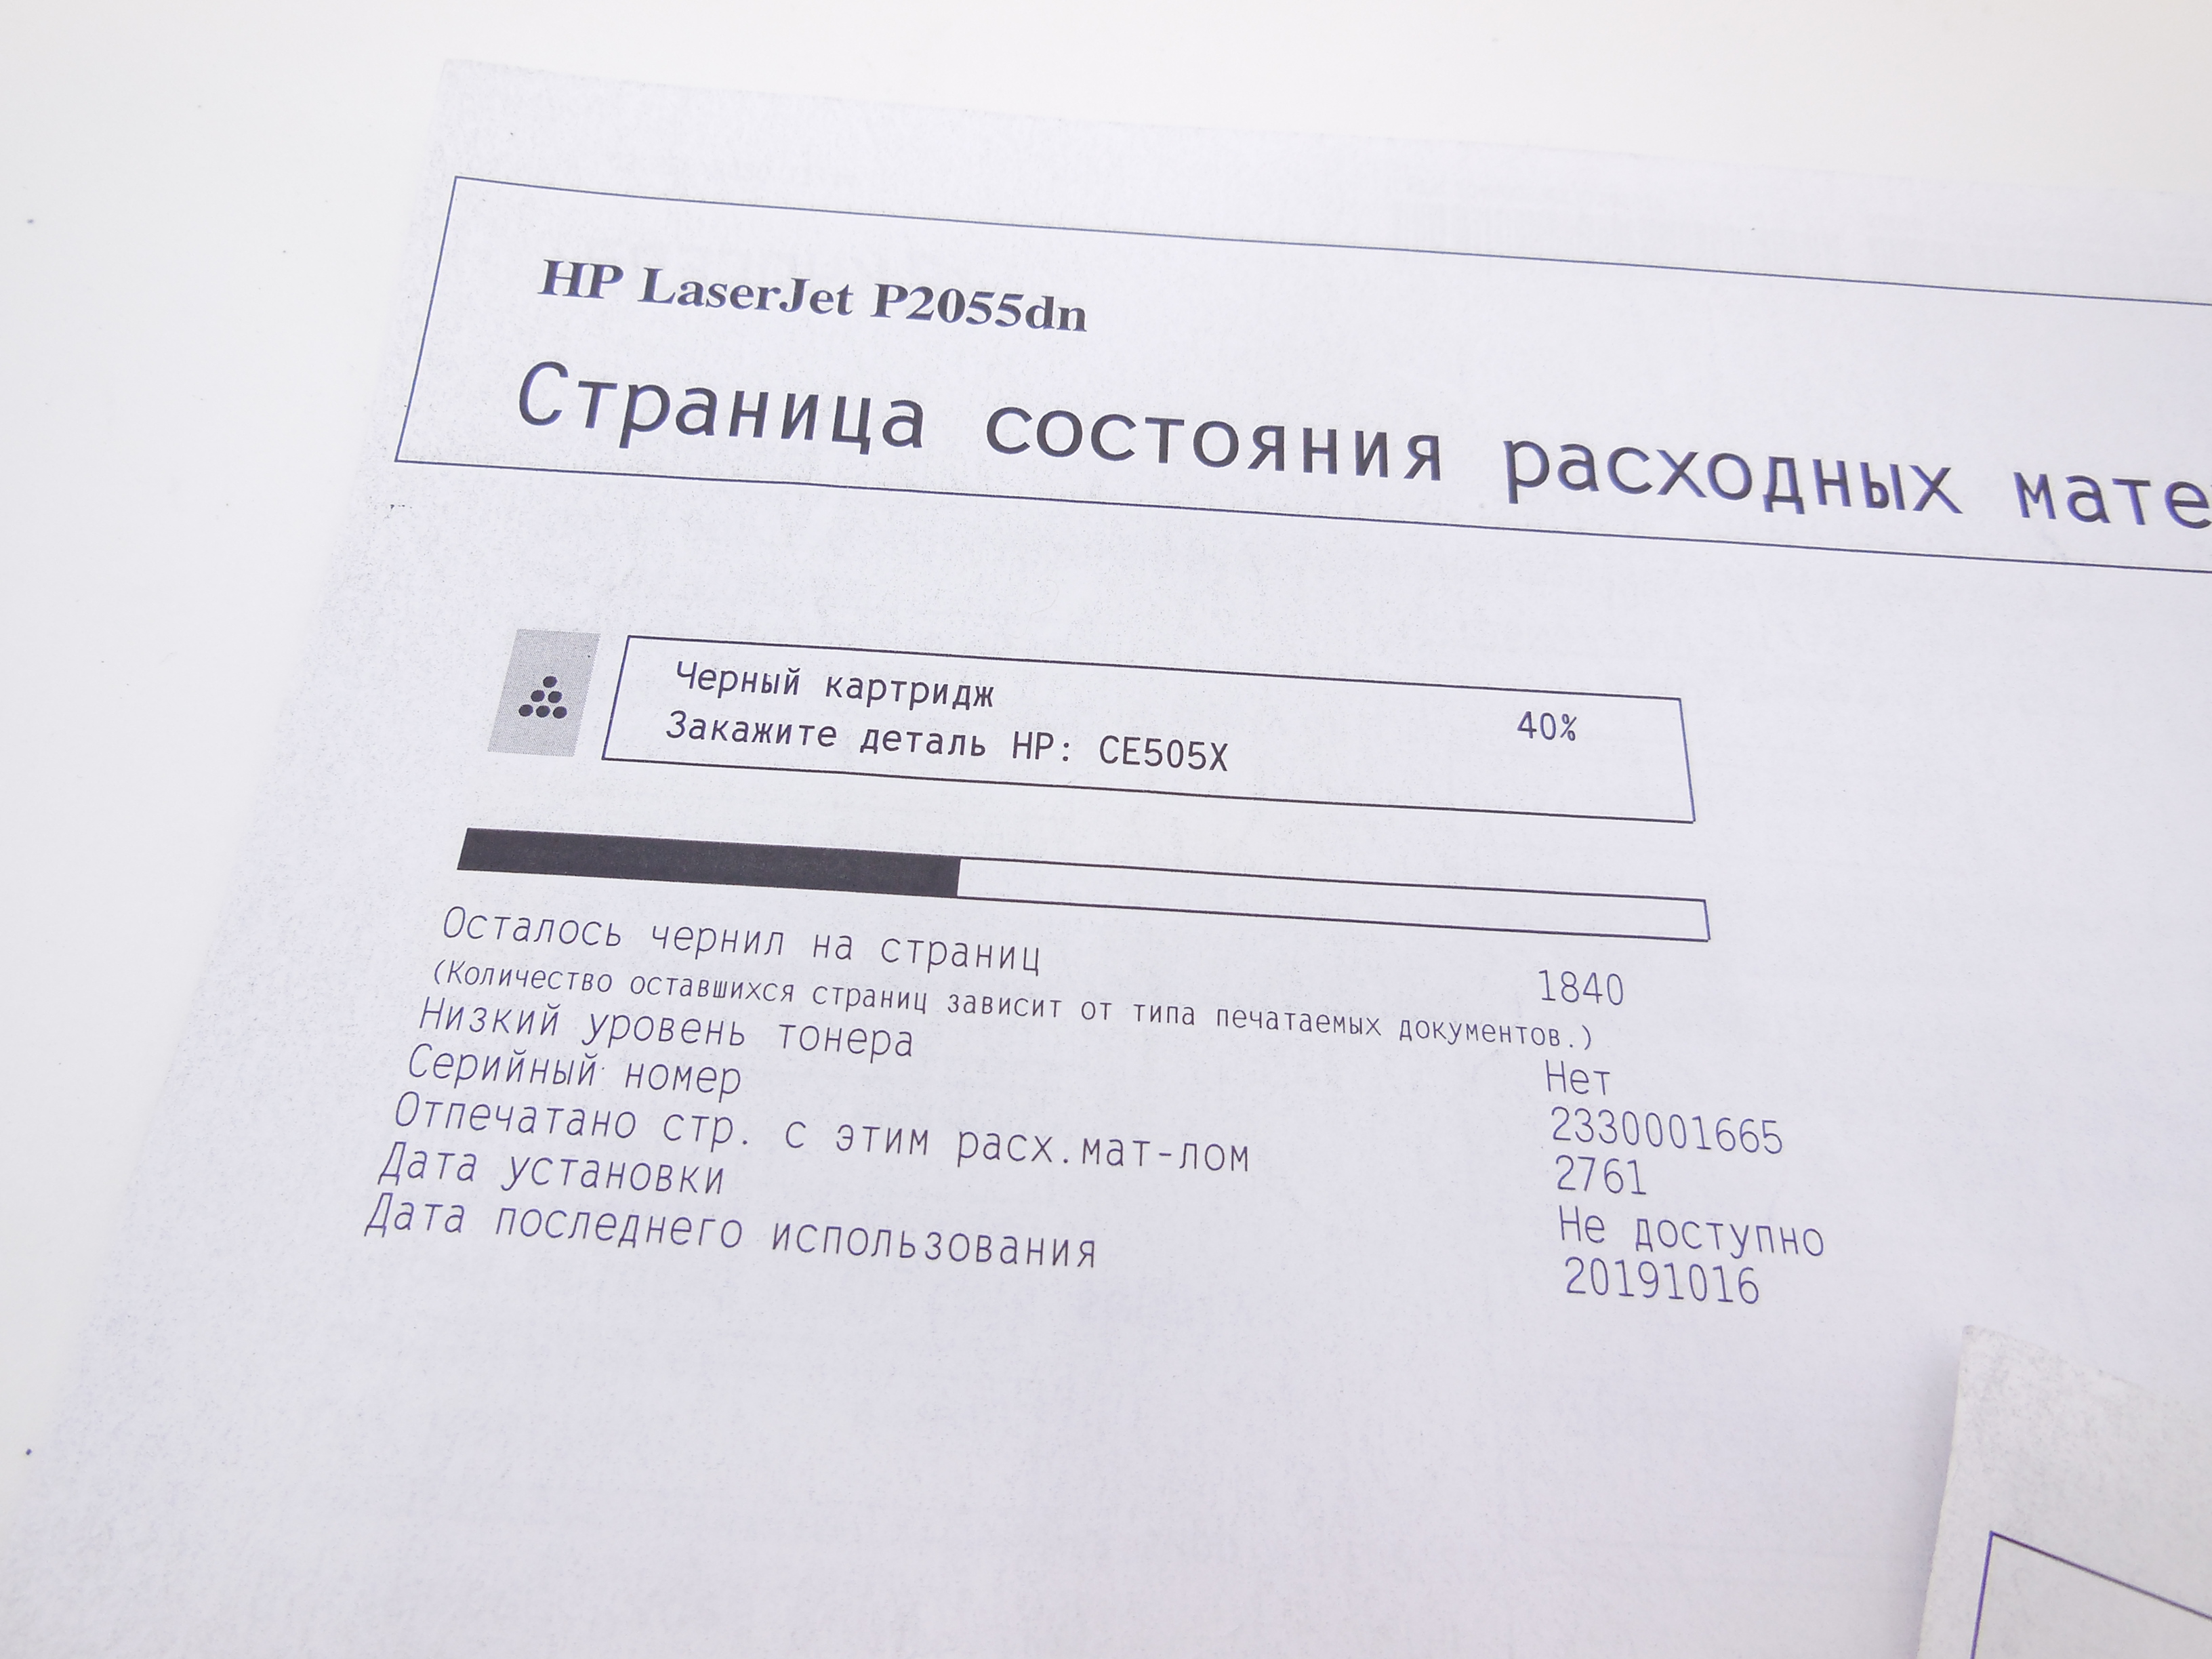 HP LaserJet P2055dn
Страница состояния расходных мате
Черный картридж 40%
Закажите деталь HP: CE505X
Осталось чернил на страниц 1840
(Количество оставшихся страниц зависит от типа печатаемых документов.)
Низкий уровень тонера Нет
Серийный номер 2330001665
Отпечатано стр. с этим расх.мат-лом 2761
Дата установки Не доступно
Дата последнего использования 20191016